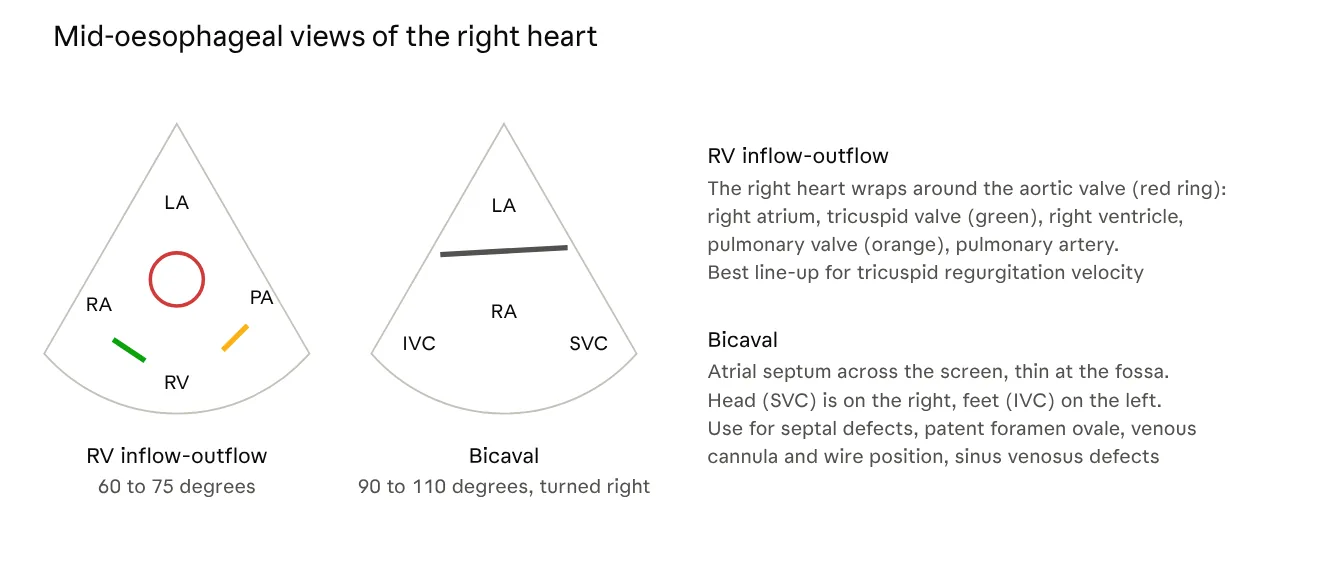 Mid-oesophageal views of the right heart
LA
RA
PA
RV
RV inflow-outflow
60 to 75 degrees
LA
RA
IVC
SVC
Bicaval
90 to 110 degrees, turned right
RV inflow-outflow
The right heart wraps around the aortic valve (red ring):
right atrium, tricuspid valve (green), right ventricle,
pulmonary valve (orange), pulmonary artery.
Best line-up for tricuspid regurgitation velocity
Bicaval
Atrial septum across the screen, thin at the fossa.
Head (SVC) is on the right, feet (IVC) on the left.
Use for septal defects, patent foramen ovale, venous
cannula and wire position, sinus venosus defects